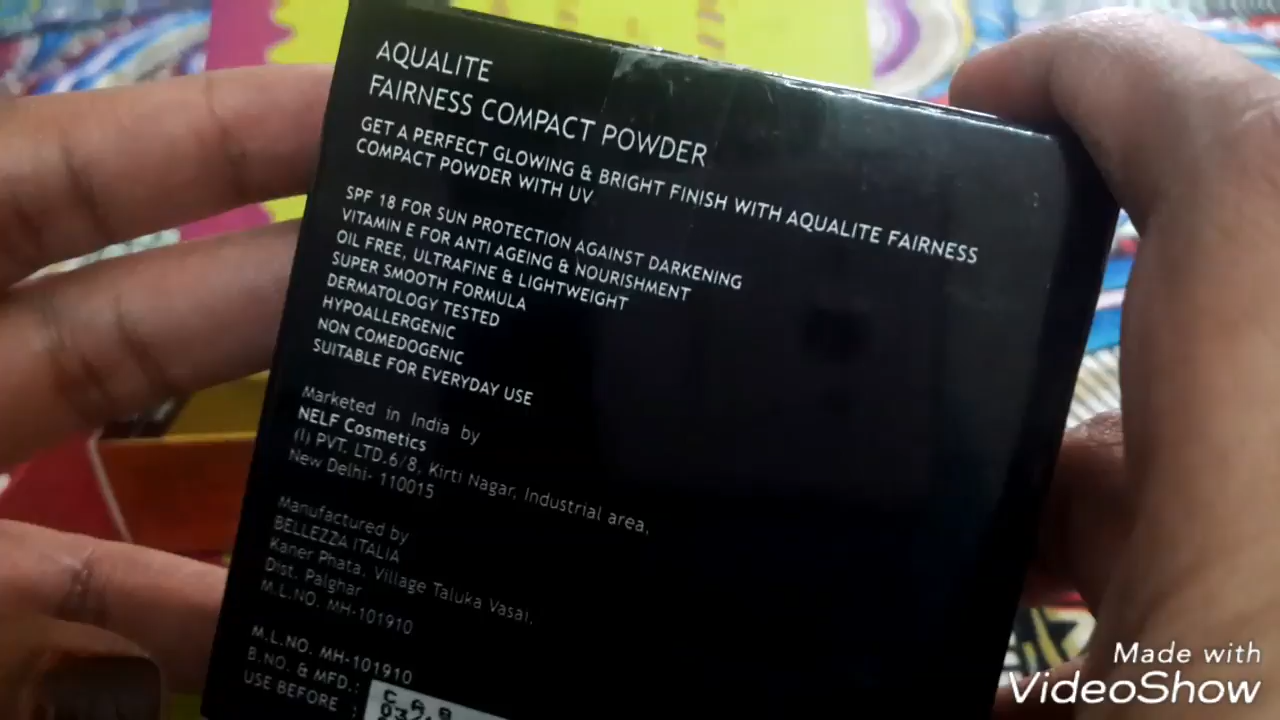 AQUALITE
FAIRNESS COMPACT POWDER
GET A PERFECT GLOWING & BRIGHT FINISH WITH AQUALITE FAIRNESS
COMPACT POWDER WITH UV
SPF 18 FOR SUN PROTECTION AGAINST DARKENING
VITAMIN E FOR ANTI AGEING & NOURISHMENT
OIL FREE, ULTRAFINE & LIGHTWEIGHT
SUPER SMOOTH FORMULA
DERMATOLOGY TESTED
HYPOALLERGENIC
NON COMEDOGENIC
SUITABLE FOR EVERYDAY USE
Marketed in India by
NELF Cosmetics
(I) PVT. LTD.6/8, Kirti Nagar, Industrial area,
New Delhi- 110015
Manufactured by
BELLEZZA ITALIA
Kaner Phata, Village Taluka Vasai,
Dist. Palghar
M.L.NO. MH-101910
M.L.NO. MH-101910
B.NO. & MFD.:
USE BEFORE :
Made with
VideoShow